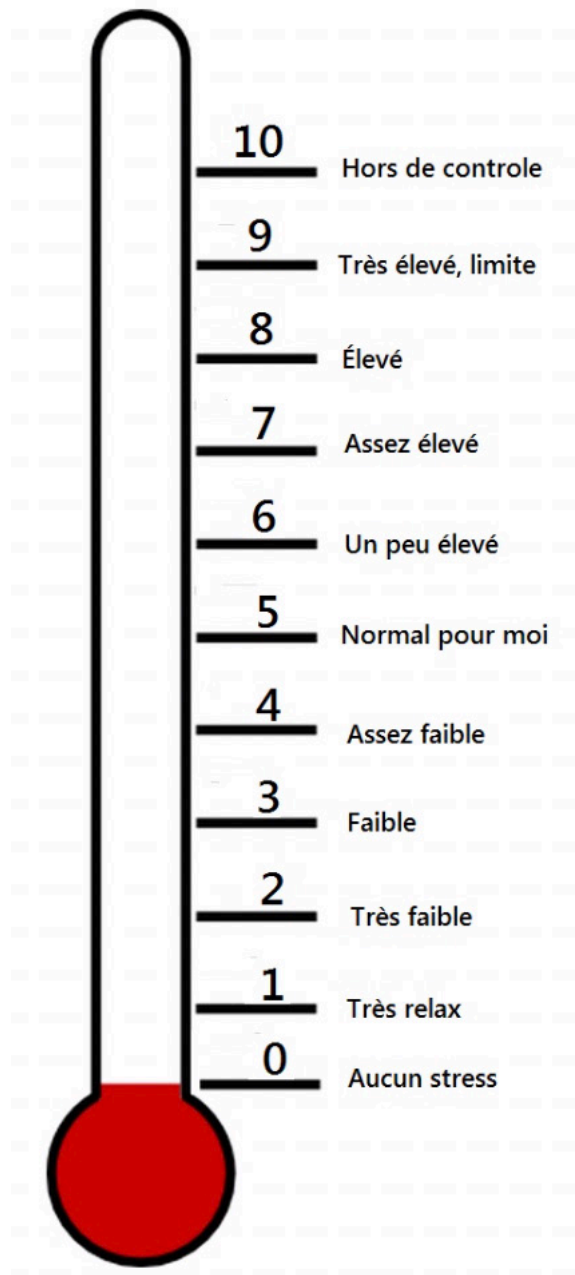 10 Hors de controle
9 Très élevé, limite
8 Élevé
7 Assez élevé
6 Un peu élevé
5 Normal pour moi
4 Assez faible
3 Faible
2 Très faible
1 Très relax
0 Aucun stress